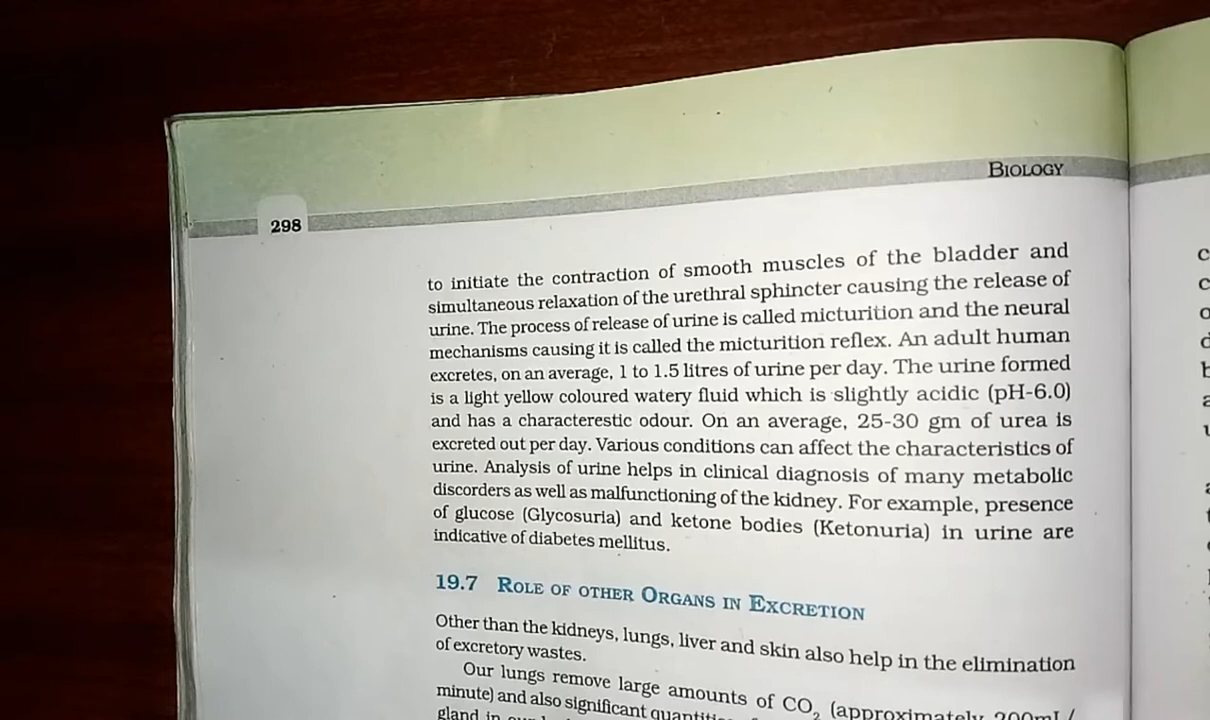 BIOLOGY
298
to initiate the contraction of smooth muscles of the bladder and
simultaneous relaxation of the urethral sphincter causing the release of
urine. The process of release of urine is called micturition and the neural
mechanisms causing it is called the micturition reflex. An adult human
excretes, on an average, 1 to 1.5 litres of urine per day. The urine formed
is a light yellow coloured watery fluid which is slightly acidic (pH-6.0)
and has a characterestic odour. On an average, 25-30 gm of urea is
excreted out per day. Various conditions can affect the characteristics of
urine. Analysis of urine helps in clinical diagnosis of many metabolic
discorders as well as malfunctioning of the kidney. For example, presence
of glucose (Glycosuria) and ketone bodies (Ketonuria) in urine are
indicative of diabetes mellitus.
19.7 ROLE OF OTHER ORGANS IN EXCRETION
Other than the kidneys, lungs, liver and skin also help in the elimination
of excretory wastes.
Our lungs remove large amounts of CO₂ (approximately 200mL/
minute) and also significant
gland in